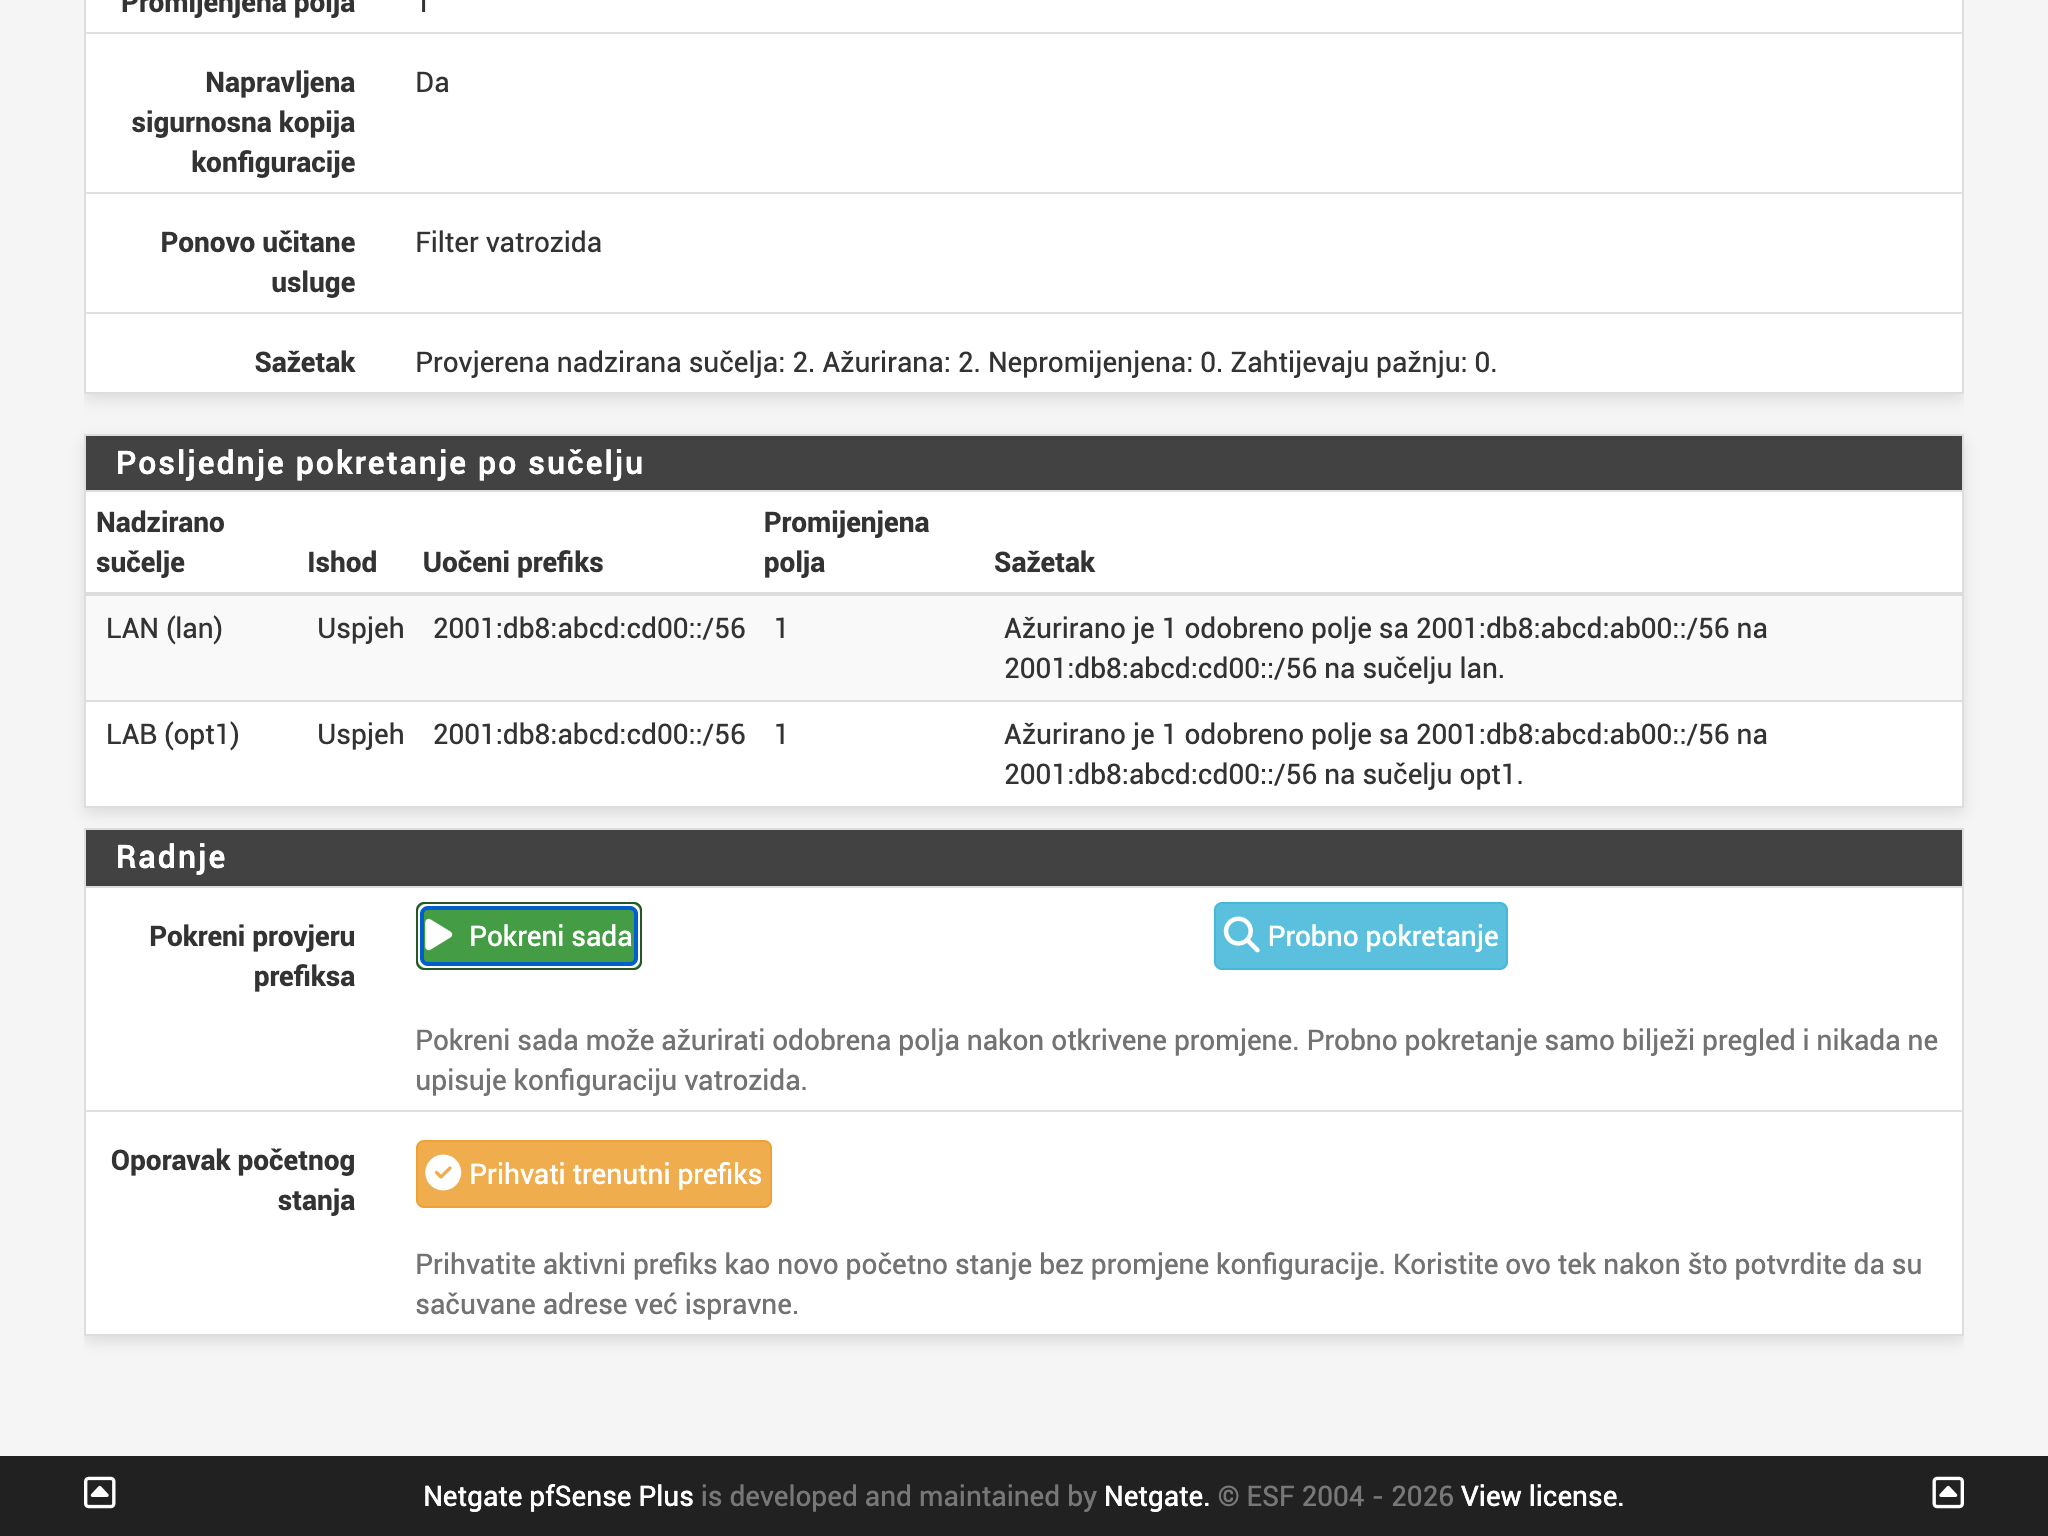 Promijenjena polja 1
Napravljena Da
sigurnosna kopija
konfiguracije
Ponovo učitane Filter vatrozida
usluge
Sažetak Provjerena nadzirana sučelja: 2. Ažurirana: 2. Nepromijenjena: 0. Zahtijevaju pažnju: 0.
Posljednje pokretanje po sučelju
Nadzirano Promijenjena
sučelje Ishod Uočeni prefiks polja Sažetak
LAN (lan) Uspjeh 2001:db8:abcd:cd00::/56 1 Ažurirano je 1 odobreno polje sa 2001:db8:abcd:ab00::/56 na
2001:db8:abcd:cd00::/56 na sučelju lan.
LAB (opt1) Uspjeh 2001:db8:abcd:cd00::/56 1 Ažurirano je 1 odobreno polje sa 2001:db8:abcd:ab00::/56 na
2001:db8:abcd:cd00::/56 na sučelju opt1.
Radnje
Pokreni provjeru Pokreni sada Probno pokretanje
prefiksa
Pokreni sada može ažurirati odobrena polja nakon otkrivene promjene. Probno pokretanje samo bilježi pregled i nikada ne
upisuje konfiguraciju vatrozida.
Oporavak početnog Prihvati trenutni prefiks
stanja
Prihvatite aktivni prefiks kao novo početno stanje bez promjene konfiguracije. Koristite ovo tek nakon što potvrdite da su
sačuvane adrese već ispravne.
Netgate pfSense Plus is developed and maintained by Netgate. © ESF 2004 - 2026 View license.